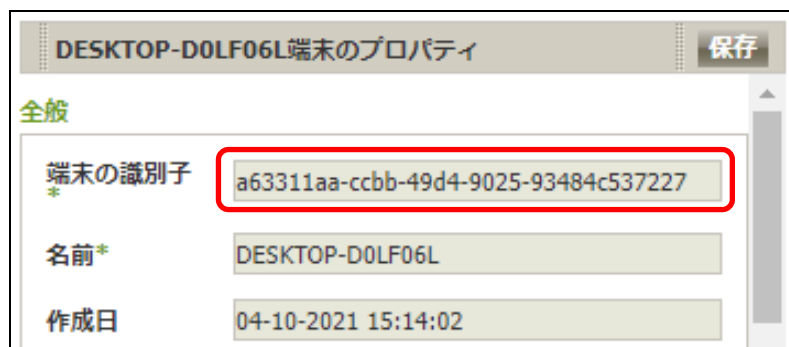 DESKTOP-D0LF06L端末のプロパティ 保存
全般
端末の識別子* a63311aa-ccbb-49d4-9025-93484c537227
名前* DESKTOP-D0LF06L
作成日 04-10-2021 15:14:02